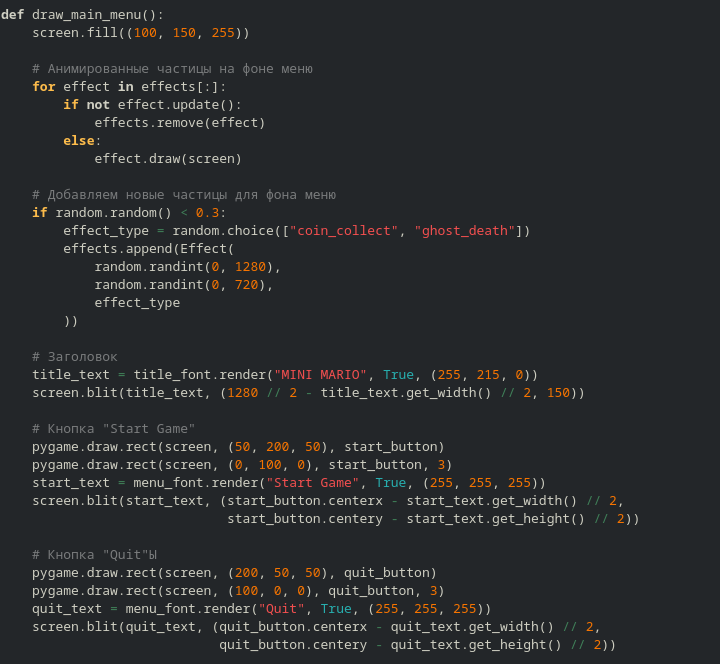 def draw_main_menu():
    screen.fill((100, 150, 255))

    # Анимированные частицы на фоне меню
    for effect in effects[:]:
        if not effect.update():
            effects.remove(effect)
        else:
            effect.draw(screen)

    # Добавляем новые частицы для фона меню
    if random.random() < 0.3:
        effect_type = random.choice(["coin_collect", "ghost_death"])
        effects.append(Effect(
            random.randint(0, 1280),
            random.randint(0, 720),
            effect_type
        ))

    # Заголовок
    title_text = title_font.render("MINI MARIO", True, (255, 215, 0))
    screen.blit(title_text, (1280 // 2 - title_text.get_width() // 2, 150))

    # Кнопка "Start Game"
    pygame.draw.rect(screen, (50, 200, 50), start_button)
    pygame.draw.rect(screen, (0, 100, 0), start_button, 3)
    start_text = menu_font.render("Start Game", True, (255, 255, 255))
    screen.blit(start_text, (start_button.centerx - start_text.get_width() // 2,
                             start_button.centery - start_text.get_height() // 2))

    # Кнопка "Quit"Ы
    pygame.draw.rect(screen, (200, 50, 50), quit_button)
    pygame.draw.rect(screen, (100, 0, 0), quit_button, 3)
    quit_text = menu_font.render("Quit", True, (255, 255, 255))
    screen.blit(quit_text, (quit_button.centerx - quit_text.get_width() // 2,
                            quit_button.centery - quit_text.get_height() // 2))